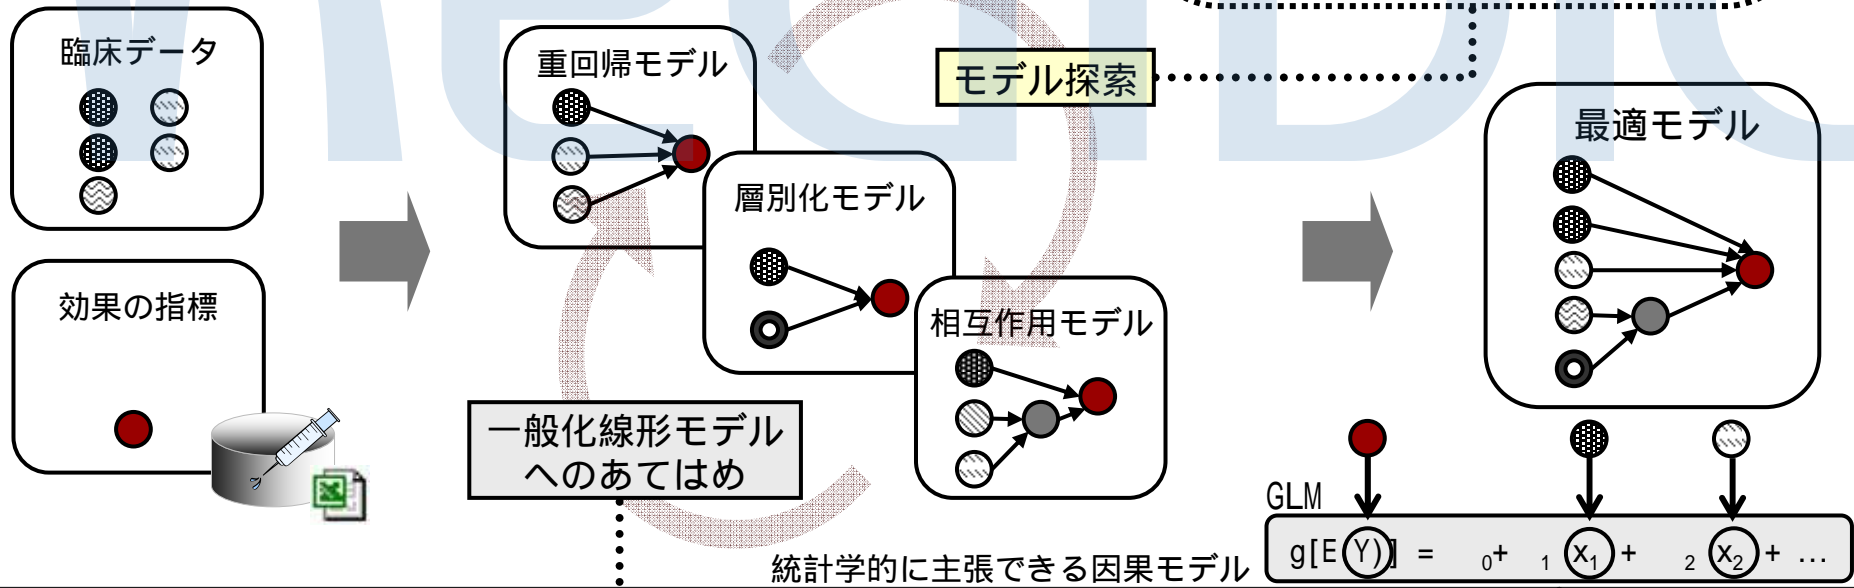 臨床データ
効果の指標
重回帰モデル
層別化モデル
相互作用モデル
モデル探索
一般化線形モデル
へのあてはめ
最適モデル
GLM
g[E(Y)] = ₀+ ₁ x₁ + ₂ x₂ + …
統計学的に主張できる因果モデル